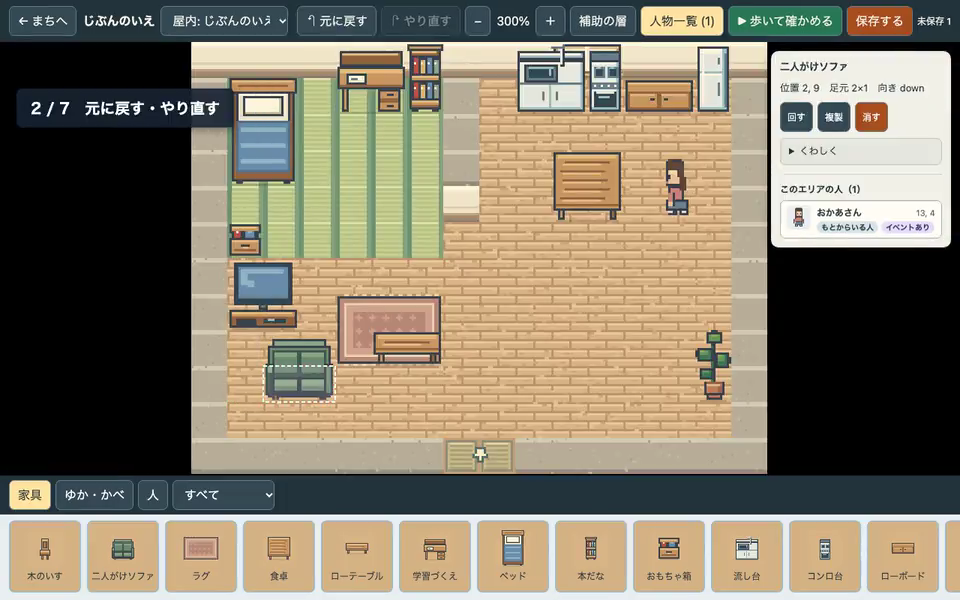 ← まちへ
じぶんのいえ
屋内: じぶんのいえ
元に戻す
やり直す
−
300%
+
補助の層
人物一覧 (1)
▶ 歩いて確かめる
保存する
未保存 1
2 / 7 元に戻す・やり直す
二人がけソファ
位置 2, 9 足元 2×1 向き down
回す
複製
消す
▶ くわしく
このエリアの人 (1)
おかあさん
13, 4
もとからいる人
イベントあり
家具
ゆか・かべ
人
すべて
木のいす
二人がけソファ
ラグ
食卓
ローテーブル
学習づくえ
ベッド
本だな
おもちゃ箱
流し台
コンロ台
ローボード